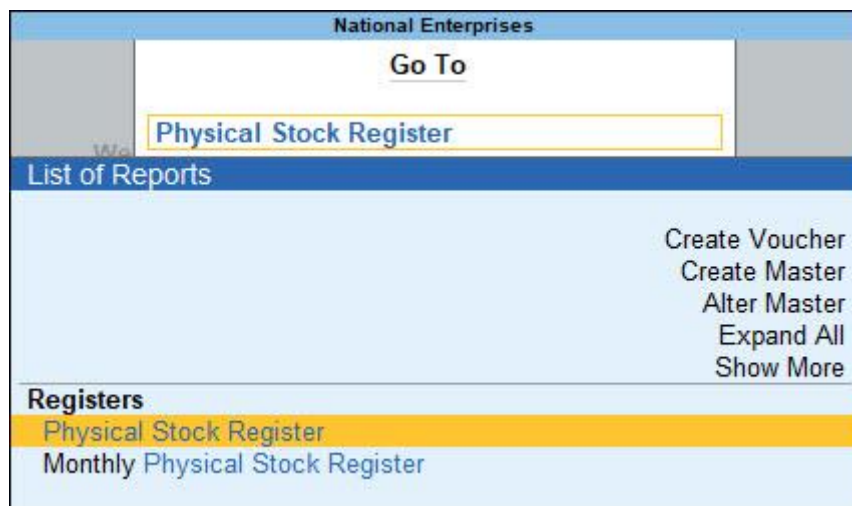 National Enterprises
Go To
Physical Stock Register
We
List of Reports
Create Voucher
Create Master
Alter Master
Expand All
Show More
Registers
Physical Stock Register
Monthly Physical Stock Register